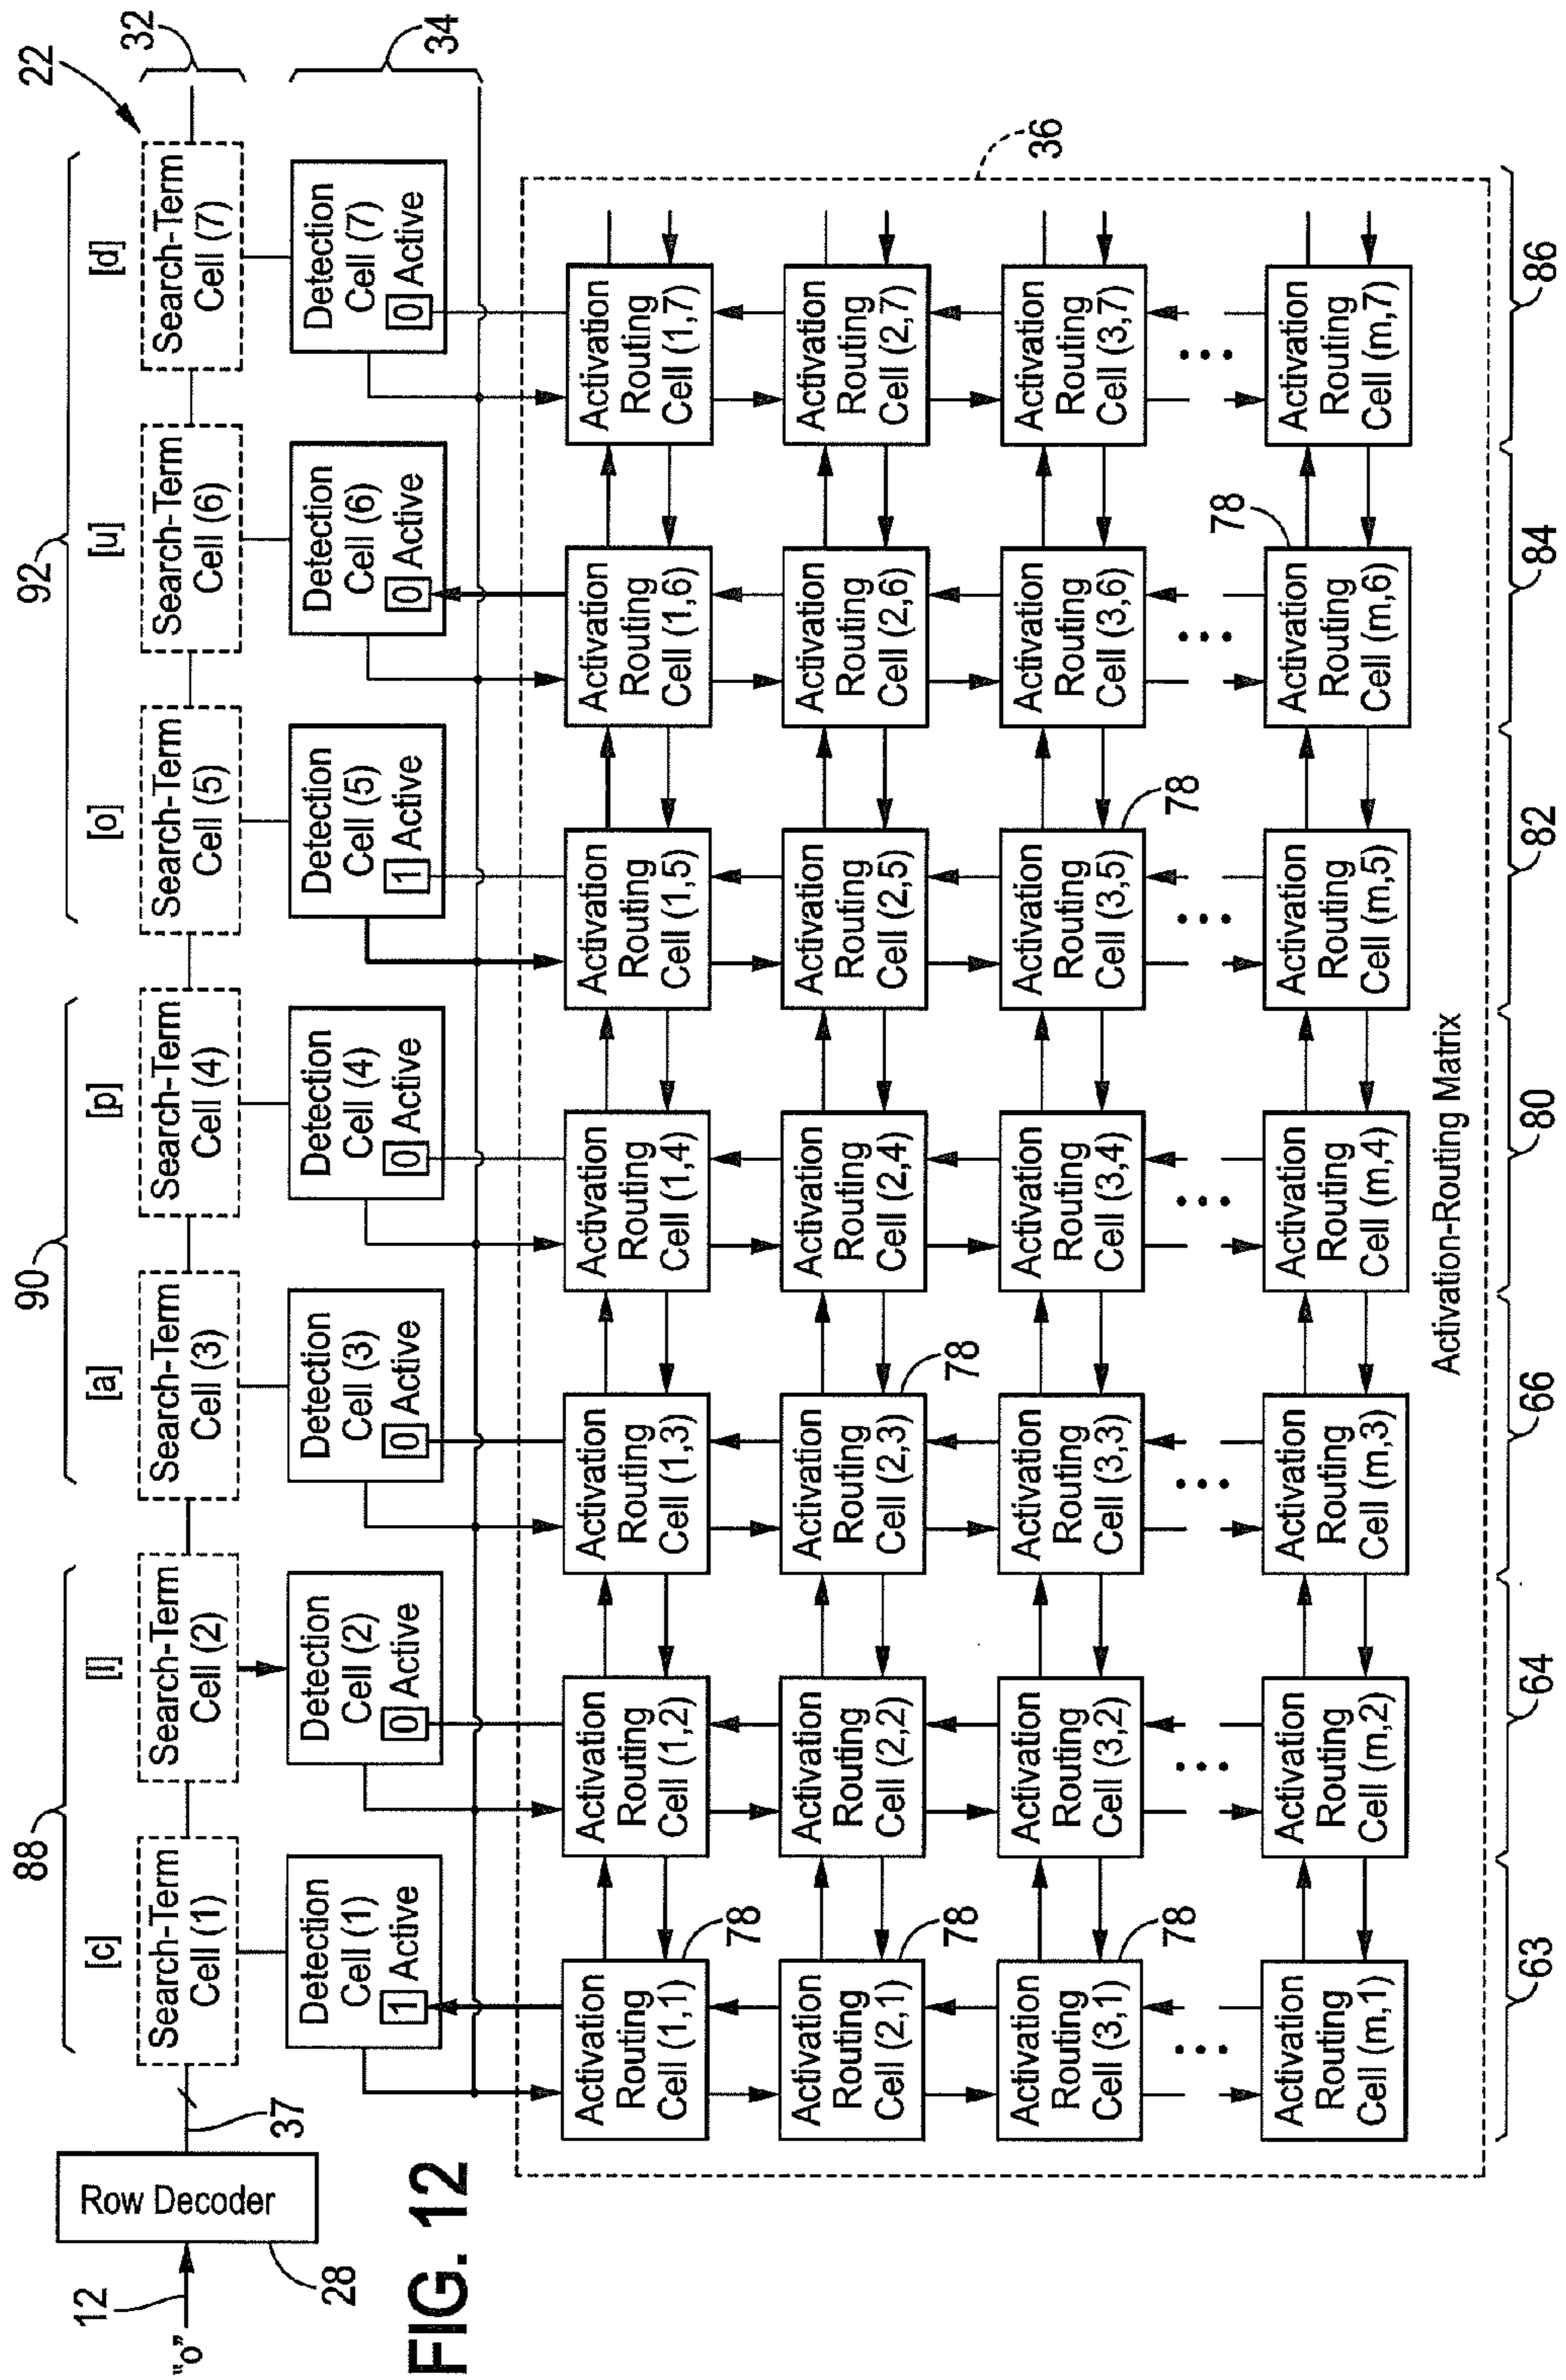 88
90
92
22
[c]
[l]
[a]
[p]
[o]
[u]
[d]
12
"o"
Row Decoder
28
37
Search-Term
Cell (1)
Search-Term
Cell (2)
Search-Term
Cell (3)
Search-Term
Cell (4)
Search-Term
Cell (5)
Search-Term
Cell (6)
Search-Term
Cell (7)
32
Detection
Cell (1)
1 Active
Detection
Cell (2)
0 Active
Detection
Cell (3)
0 Active
Detection
Cell (4)
0 Active
Detection
Cell (5)
1 Active
Detection
Cell (6)
0 Active
Detection
Cell (7)
0 Active
34
FIG. 12
Activation
Routing
Cell (1,1)
78
Activation
Routing
Cell (1,2)
Activation
Routing
Cell (1,3)
Activation
Routing
Cell (1,4)
Activation
Routing
Cell (1,5)
Activation
Routing
Cell (1,6)
Activation
Routing
Cell (1,7)
Activation
Routing
Cell (2,1)
78
Activation
Routing
Cell (2,2)
Activation
Routing
Cell (2,3)
78
Activation
Routing
Cell (2,4)
Activation
Routing
Cell (2,5)
Activation
Routing
Cell (2,6)
Activation
Routing
Cell (2,7)
Activation
Routing
Cell (3,1)
78
Activation
Routing
Cell (3,2)
Activation
Routing
Cell (3,3)
Activation
Routing
Cell (3,4)
Activation
Routing
Cell (3,5)
78
Activation
Routing
Cell (3,6)
Activation
Routing
Cell (3,7)
Activation
Routing
Cell (m,1)
Activation
Routing
Cell (m,2)
Activation
Routing
Cell (m,3)
Activation
Routing
Cell (m,4)
Activation
Routing
Cell (m,5)
Activation
Routing
Cell (m,6)
78
Activation
Routing
Cell (m,7)
36
Activation-Routing Matrix
63
64
66
80
82
84
86